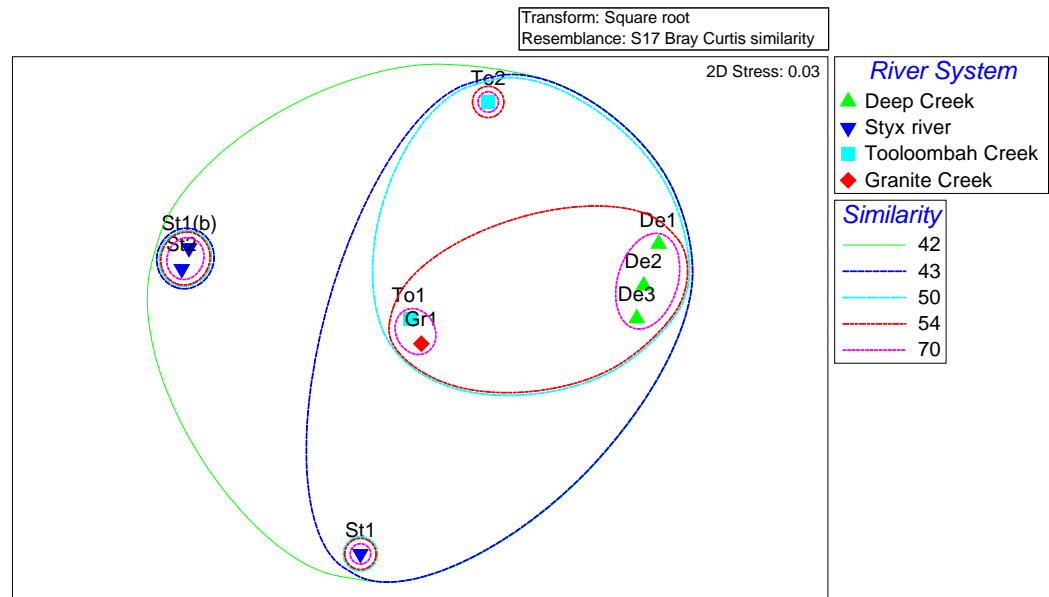 Transform: Square root
Resemblance: S17 Bray Curtis similarity
2D Stress: 0.03
River System
Deep Creek
Styx river
Tooloombah Creek
Granite Creek
Similarity
42
43
50
54
70
To2
St1(b)
St2
De1
De2
De3
To1
Gr1
St1